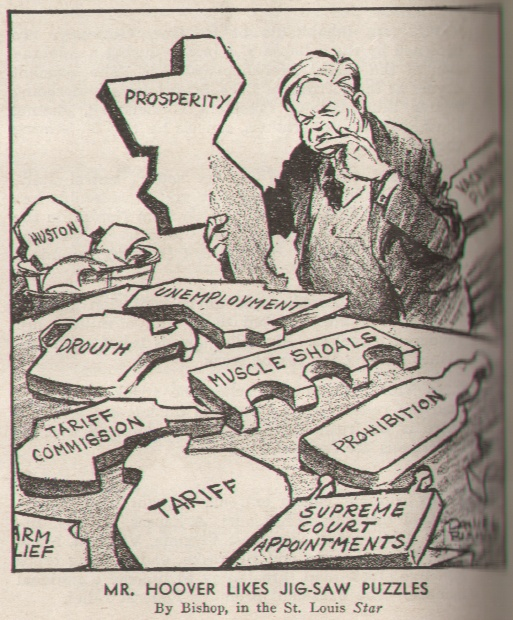 PROSPERITY
HUSTON
UNEMPLOYMENT
DROUTH
MUSCLE SHOALS
TARIFF
COMMISSION
PROHIBITION
TARIFF
SUPREME
COURT
APPOINTMENTS
ARM
LIEF
MR. HOOVER LIKES JIG-SAW PUZZLES
By Bishop, in the St. Louis Star